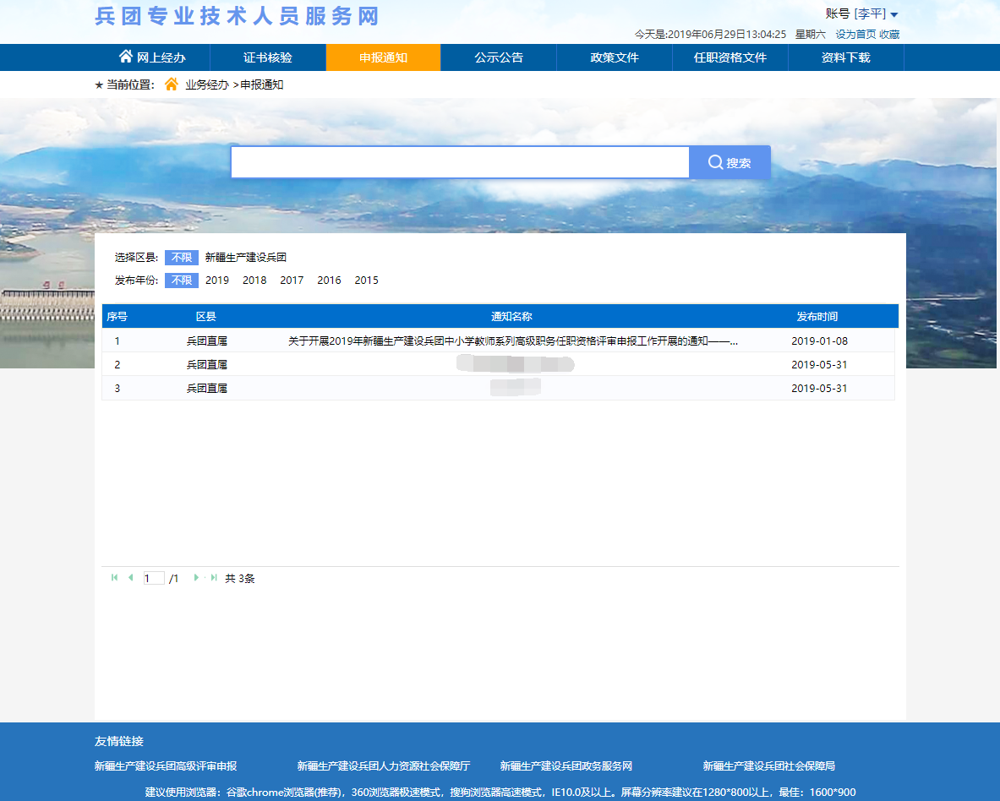 兵团专业技术人员服务网
账号 [李平]
今天是:2019年06月29日13:04:25 星期六 设为首页 收藏
网上经办 证书核验 申报通知 公示公告 政策文件 任职资格文件 资料下载
★ 当前位置： 业务经办 >申报通知
搜索
选择区县: 不限 新疆生产建设兵团
发布年份: 不限 2019 2018 2017 2016 2015
序号 区县 通知名称 发布时间
1 兵团直属 关于开展2019年新疆生产建设兵团中小学教师系列高级职务任职资格评审申报工作开展的通知——... 2019-01-08
2 兵团直属 2019-05-31
3 兵团直属 2019-05-31
1 /1 共 3条
友情链接
新疆生产建设兵团高级评审申报 新疆生产建设兵团人力资源社会保障厅 新疆生产建设兵团政务服务网 新疆生产建设兵团社会保障局
建议使用浏览器：谷歌chrome浏览器(推荐)，360浏览器极速模式，搜狗浏览器高速模式，IE10.0及以上。屏幕分辨率建议在1280*800以上，最佳：1600*900